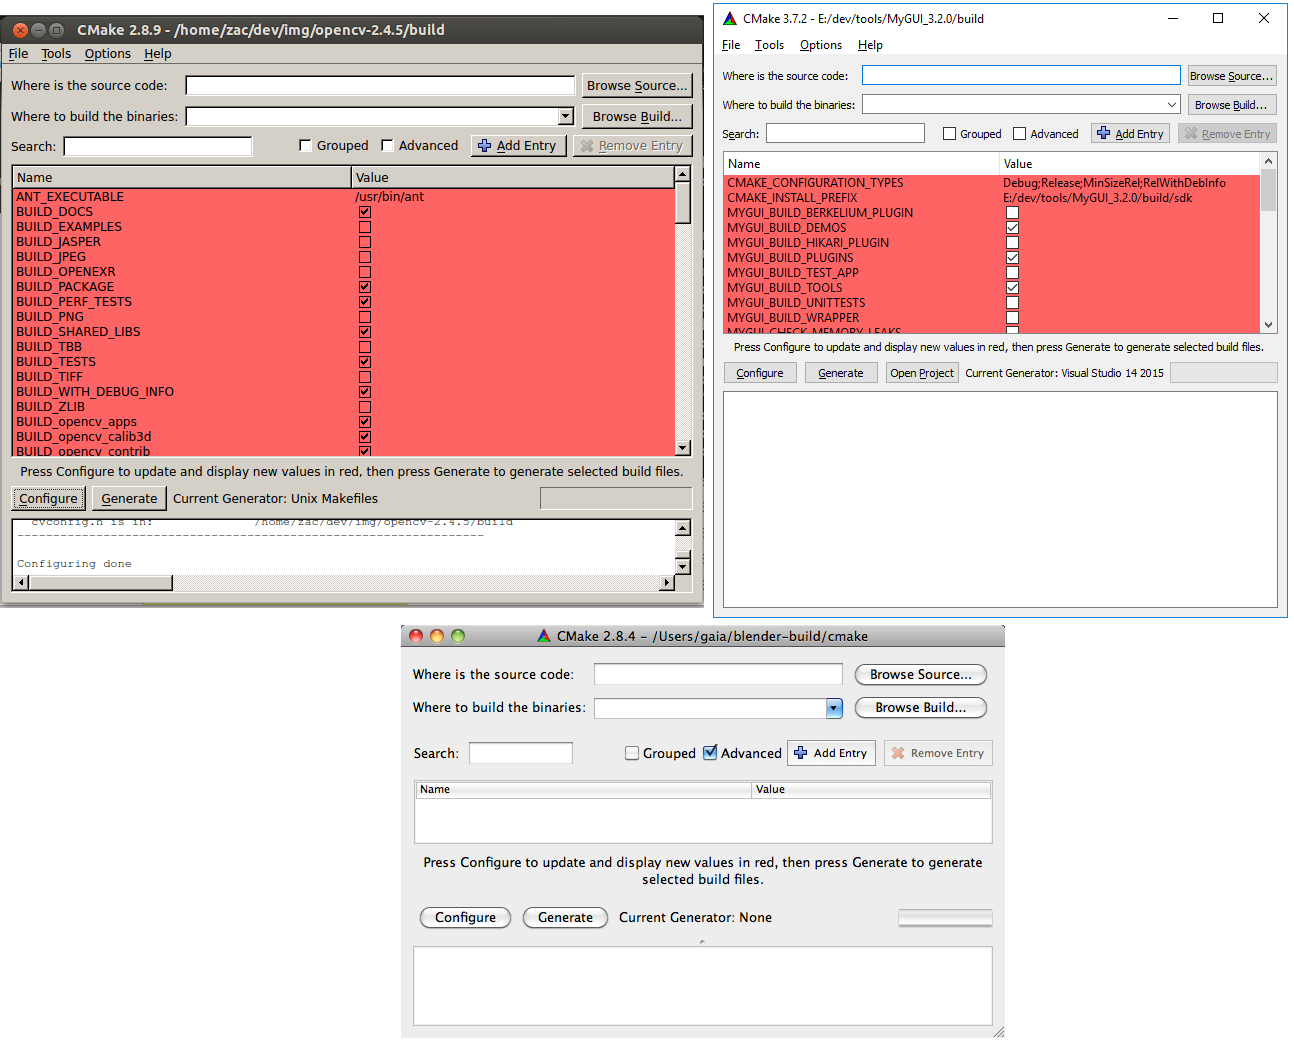 CMake 2.8.9 - /home/zac/dev/img/opencv-2.4.5/build
File Tools Options Help
Where is the source code: Browse Source...
Where to build the binaries: Browse Build...
Search: Grouped Advanced Add Entry Remove Entry
Name Value
ANT_EXECUTABLE /usr/bin/ant
BUILD_DOCS
BUILD_EXAMPLES
BUILD_JASPER
BUILD_JPEG
BUILD_OPENEXR
BUILD_PACKAGE
BUILD_PERF_TESTS
BUILD_PNG
BUILD_SHARED_LIBS
BUILD_TBB
BUILD_TESTS
BUILD_TIFF
BUILD_WITH_DEBUG_INFO
BUILD_ZLIB
BUILD_opencv_apps
BUILD_opencv_calib3d
BUILD_opencv_contrib
Press Configure to update and display new values in red, then press Generate to generate selected build files.
Configure Generate Current Generator: Unix Makefiles
cvconfig.h is in: /home/zac/dev/img/opencv-2.4.5/build
-----------------------------------------------------------------
Configuring done
CMake 3.7.2 - E:/dev/tools/MyGUI_3.2.0/build
File Tools Options Help
Where is the source code: Browse Source...
Where to build the binaries: Browse Build...
Search: Grouped Advanced Add Entry Remove Entry
Name Value
CMAKE_CONFIGURATION_TYPES Debug;Release;MinSizeRel;RelWithDebInfo
CMAKE_INSTALL_PREFIX E:/dev/tools/MyGUI_3.2.0/build/sdk
MYGUI_BUILD_BERKELIUM_PLUGIN
MYGUI_BUILD_DEMOS
MYGUI_BUILD_HIKARI_PLUGIN
MYGUI_BUILD_PLUGINS
MYGUI_BUILD_TEST_APP
MYGUI_BUILD_TOOLS
MYGUI_BUILD_UNITTESTS
MYGUI_BUILD_WRAPPER
MYGUI_CHECK_MEMORY_LEAKS
Press Configure to update and display new values in red, then press Generate to generate selected build files.
Configure Generate Open Project Current Generator: Visual Studio 14 2015
CMake 2.8.4 - /Users/gaia/blender-build/cmake
Where is the source code: Browse Source...
Where to build the binaries: Browse Build...
Search: Grouped Advanced Add Entry Remove Entry
Name Value
Press Configure to update and display new values in red, then press Generate to generate
selected build files.
Configure Generate Current Generator: None